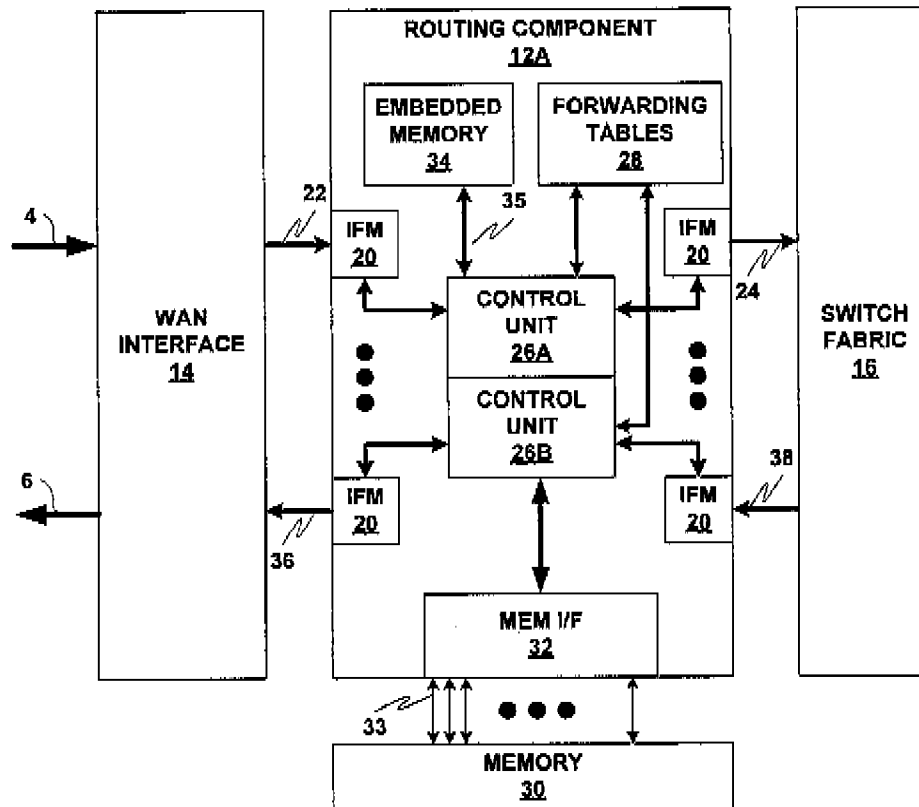 ROUTING COMPONENT
12A
EMBEDDED
MEMORY
34
FORWARDING
TABLES
28
4
22
35
IFM
20
IFM
20
24
WAN
INTERFACE
14
CONTROL
UNIT
26A
SWITCH
FABRIC
16
CONTROL
UNIT
26B
6
36
IFM
20
IFM
20
38
MEM I/F
32
33
MEMORY
30